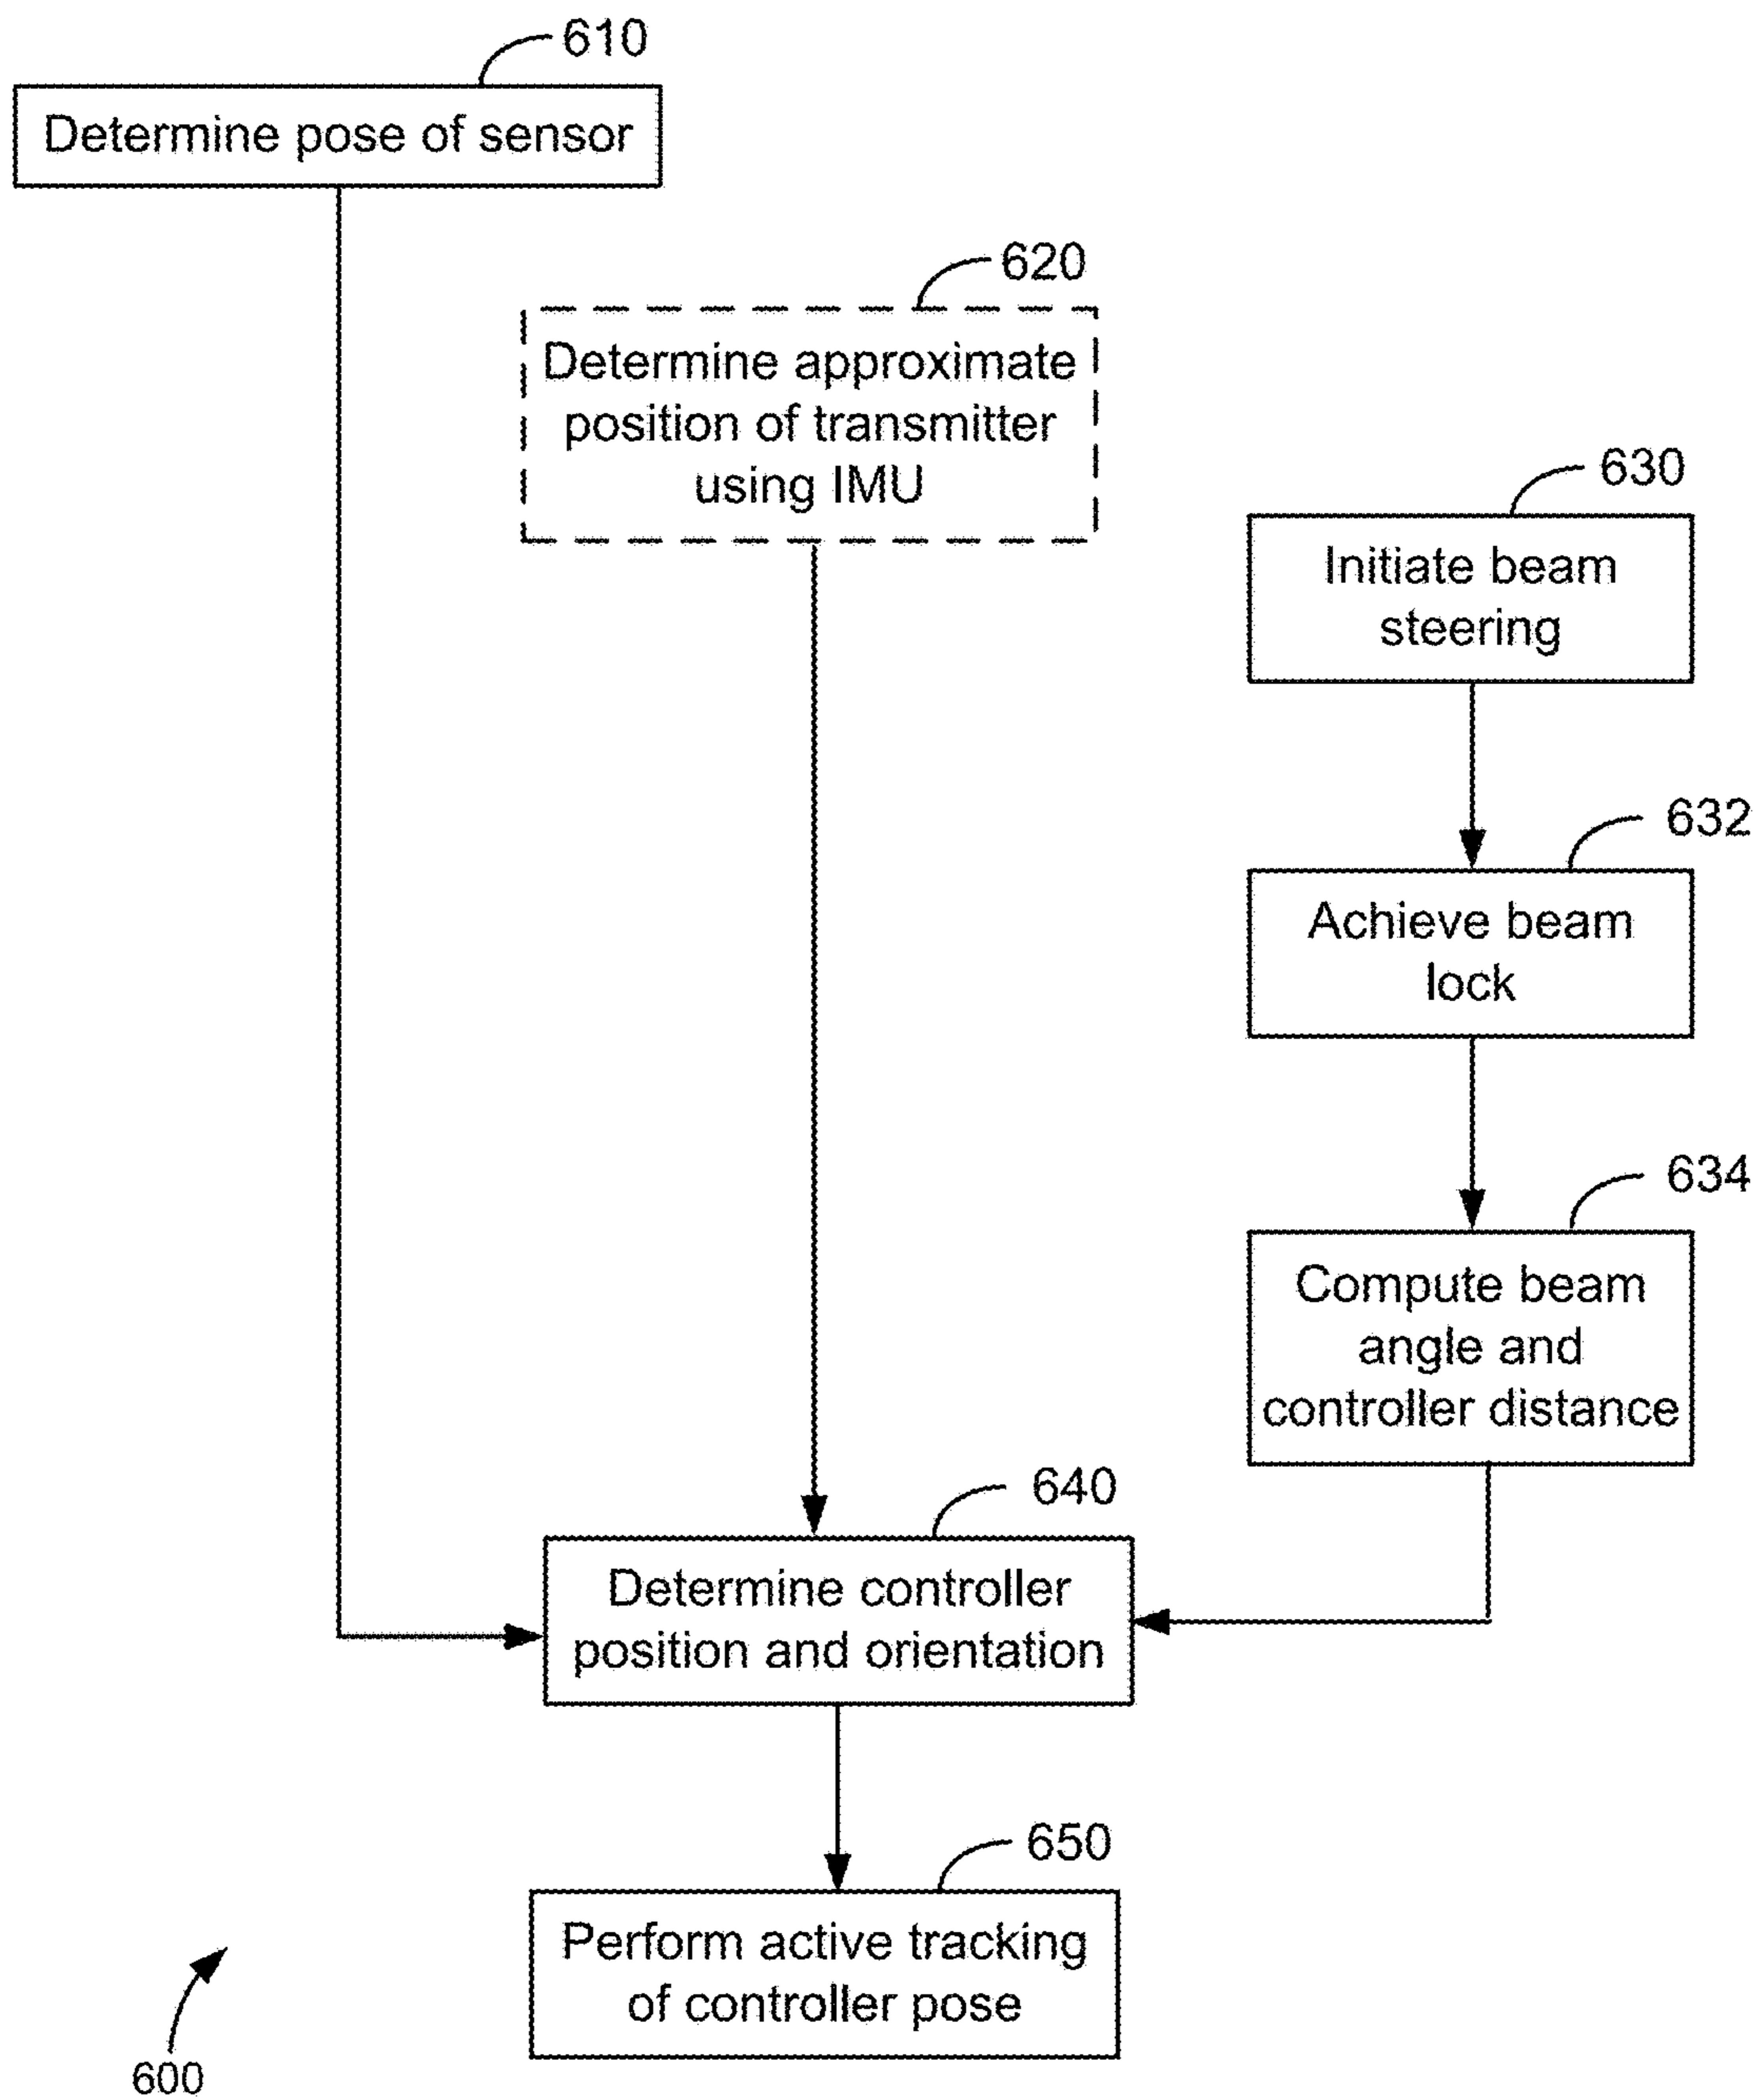 610
Determine pose of sensor
620
Determine approximate
position of transmitter
using IMU
630
Initiate beam
steering
632
Achieve beam
lock
634
Compute beam
angle and
controller distance
640
Determine controller
position and orientation
650
Perform active tracking
of controller pose
600